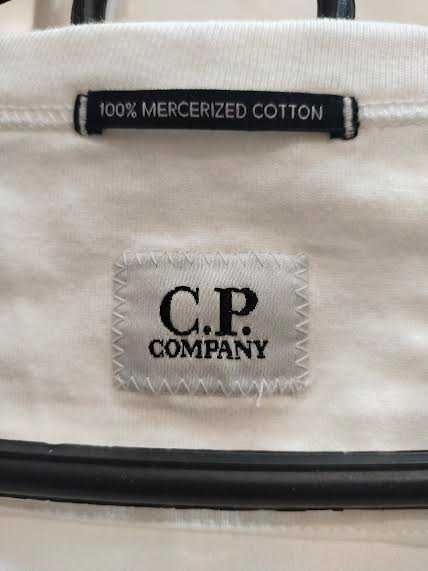 100% MERCERIZED COTTON
C.P.
COMPANY